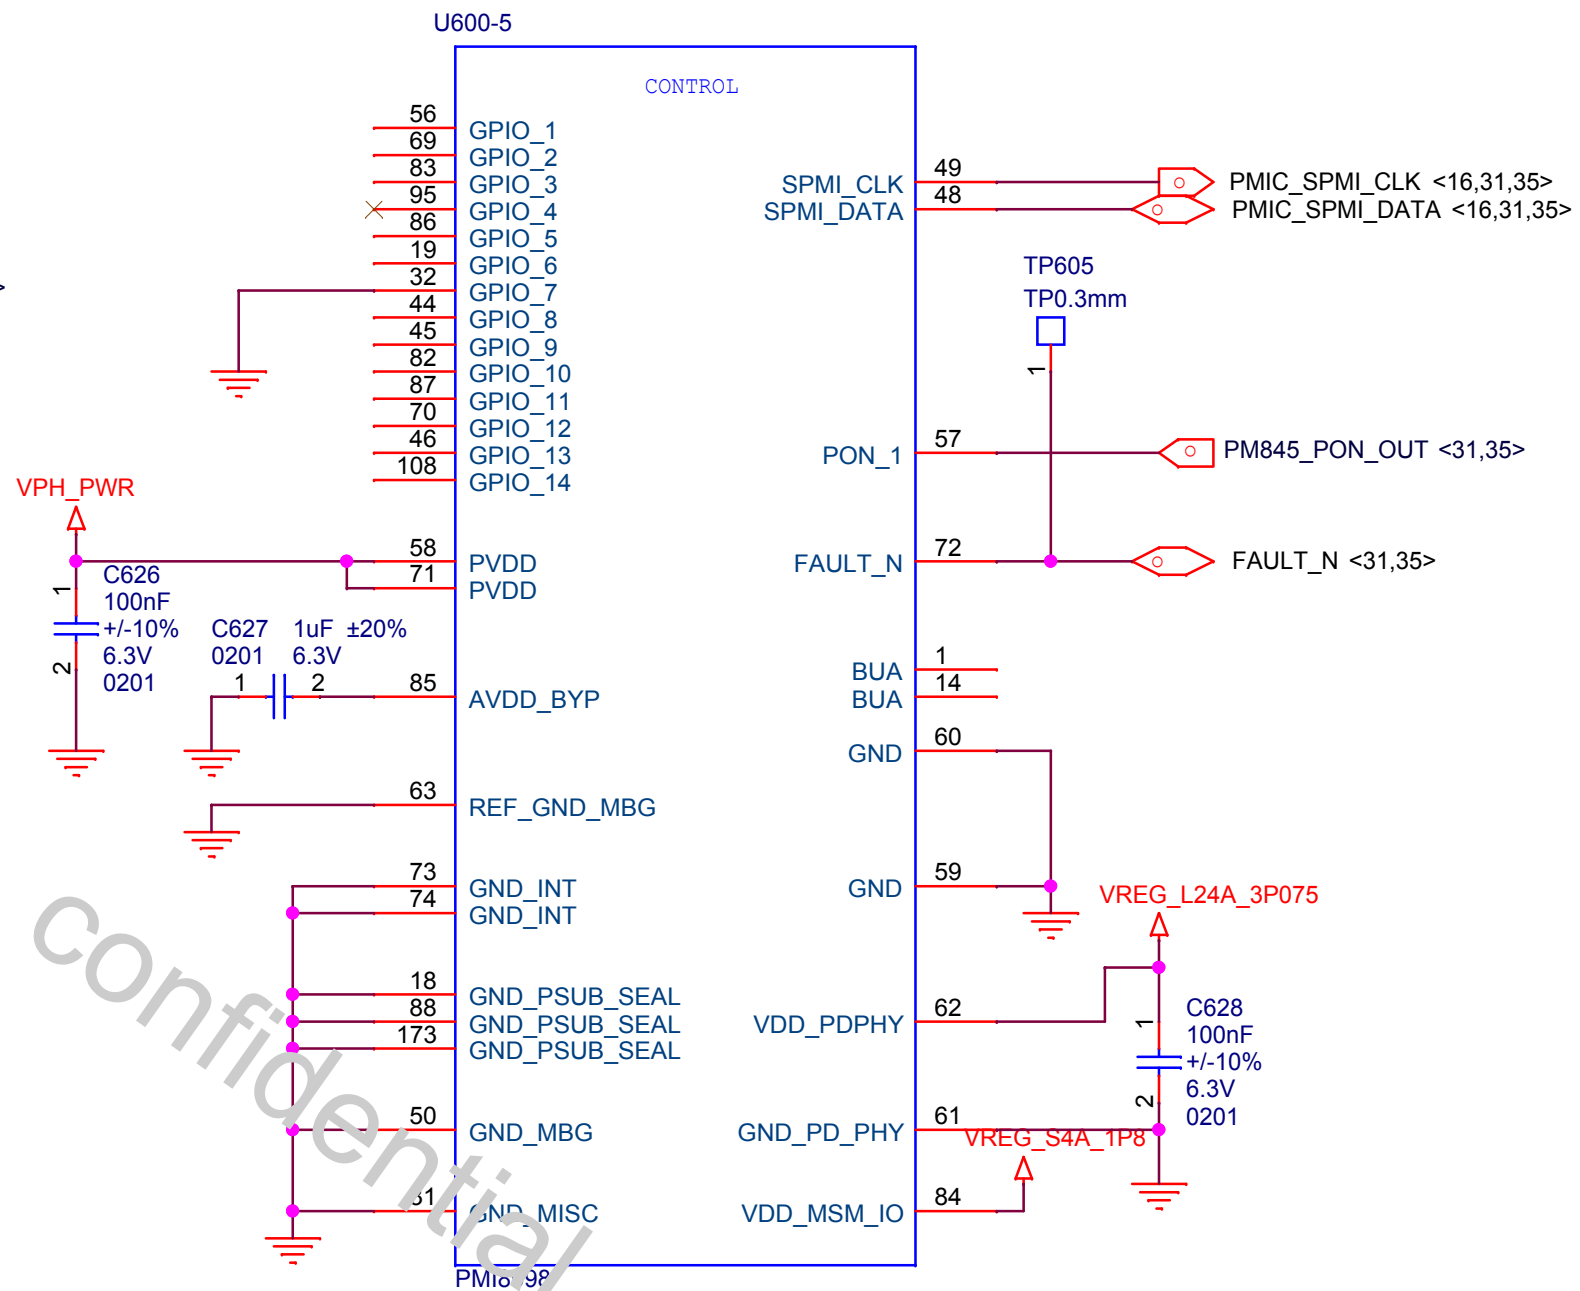 U600-5
CONTROL
56 GPIO_1
69 GPIO_2
83 GPIO_3
95 GPIO_4
86 GPIO_5
19 GPIO_6
32 GPIO_7
44 GPIO_8
45 GPIO_9
82 GPIO_10
87 GPIO_11
70 GPIO_12
46 GPIO_13
108 GPIO_14
SPMI_CLK 49 PMIC_SPMI_CLK <16,31,35>
SPMI_DATA 48 PMIC_SPMI_DATA <16,31,35>
>
TP605
TP0.3mm
1
PON_1 57 PM845_PON_OUT <31,35>
VPH_PWR
58 PVDD
71 PVDD
FAULT_N 72 FAULT_N <31,35>
C626
100nF
+/-10%
6.3V
0201
1
2
C627 1uF ±20%
0201 6.3V
1 2 85 AVDD_BYP
BUA 1
BUA 14
GND 60
63 REF_GND_MBG
73 GND_INT
74 GND_INT
GND 59
VREG_L24A_3P075
18 GND_PSUB_SEAL
88 GND_PSUB_SEAL
173 GND_PSUB_SEAL
VDD_PDPHY 62
C628
100nF
+/-10%
6.3V
0201
1
2
50 GND_MBG
GND_PD_PHY 61
VREG_S4A_1P8
GND_MISC
VDD_MSM_IO 84
confidential